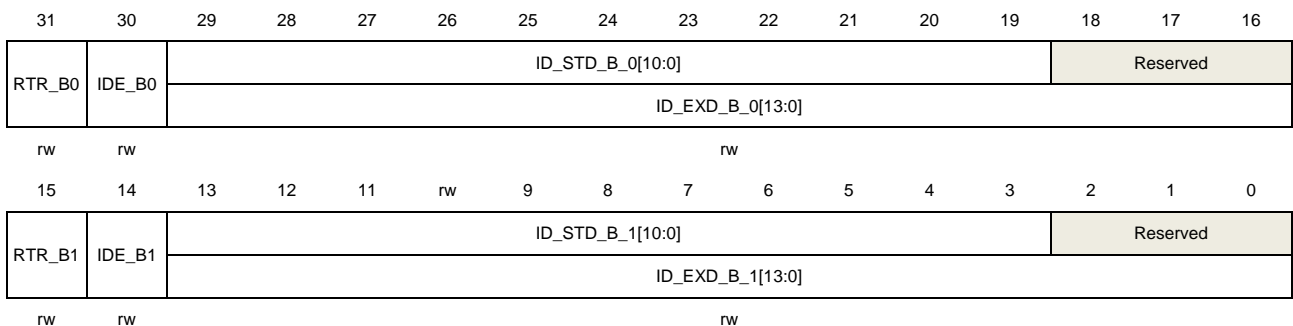 31 30 29 28 27 26 25 24 23 22 21 20 19 18 17 16
RTR_B0 IDE_B0 ID_STD_B_0[10:0] Reserved
ID_EXD_B_0[13:0]
rw rw rw
15 14 13 12 11 rw 9 8 7 6 5 4 3 2 1 0
RTR_B1 IDE_B1 ID_STD_B_1[10:0] Reserved
ID_EXD_B_1[13:0]
rw rw rw